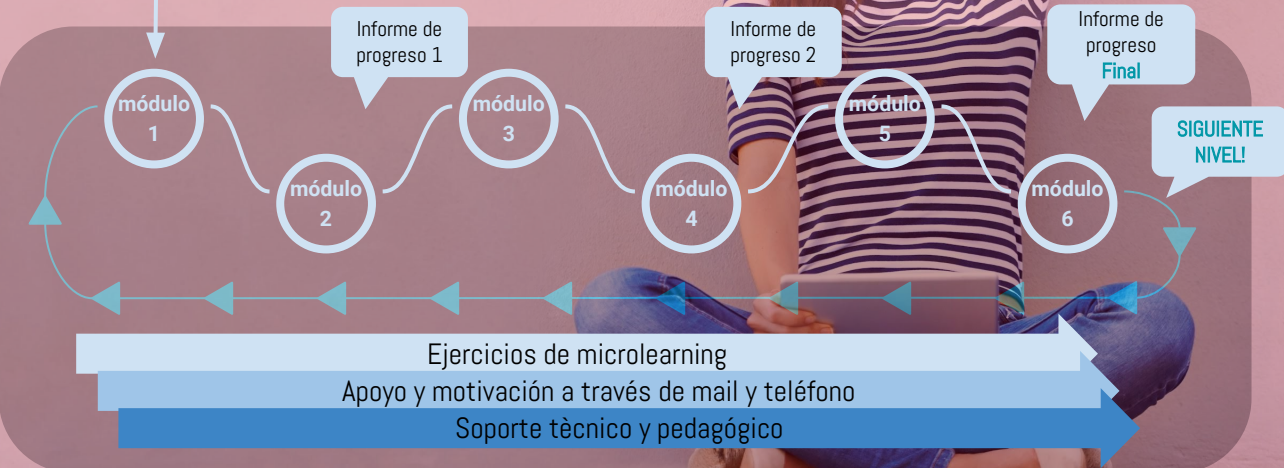 Informe de
progreso 1
Informe de
progreso 2
Informe de
progreso
Final
módulo
1
módulo
3
módulo
5
SIGUIENTE
NIVEL!
módulo
2
módulo
4
módulo
6
Ejercicios de microlearning
Apoyo y motivación a través de mail y teléfono
Soporte tècnico y pedagógico